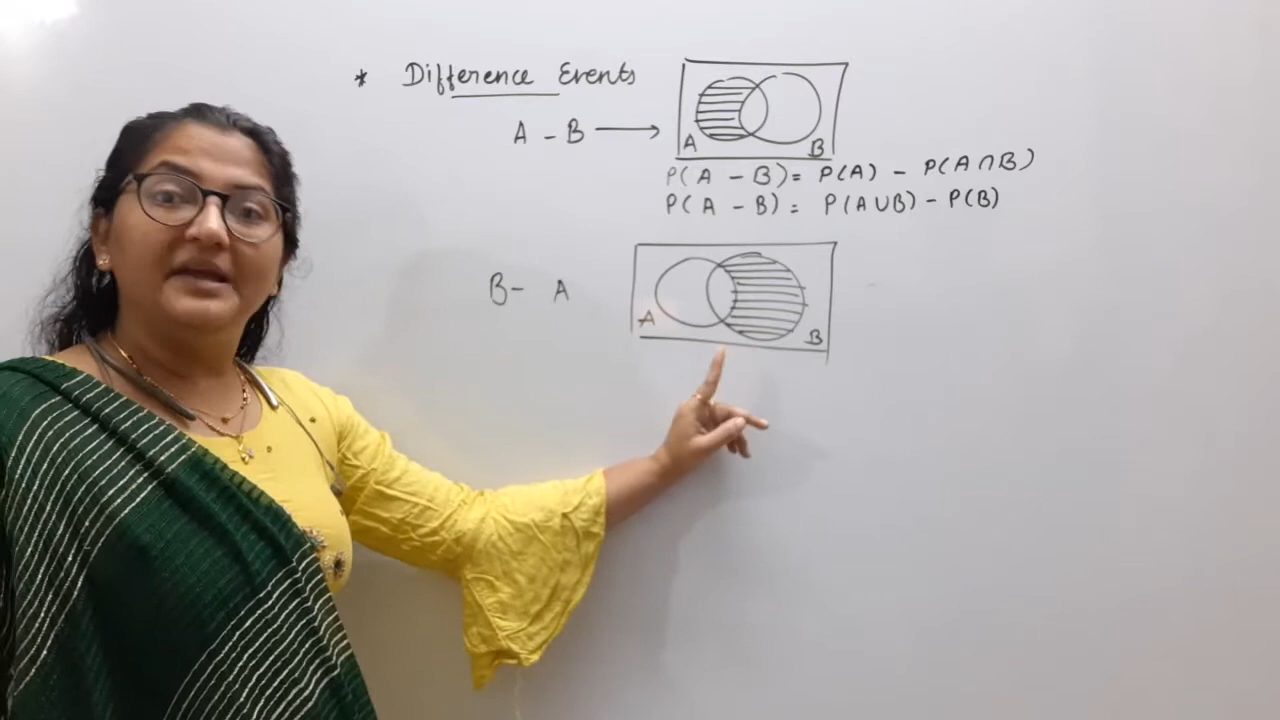 * Difference Events
A - B ⟶
A B
P(A - B) = P(A) - P(A∩B)
P(A - B) = P(A∪B) - P(B)
B - A
A B